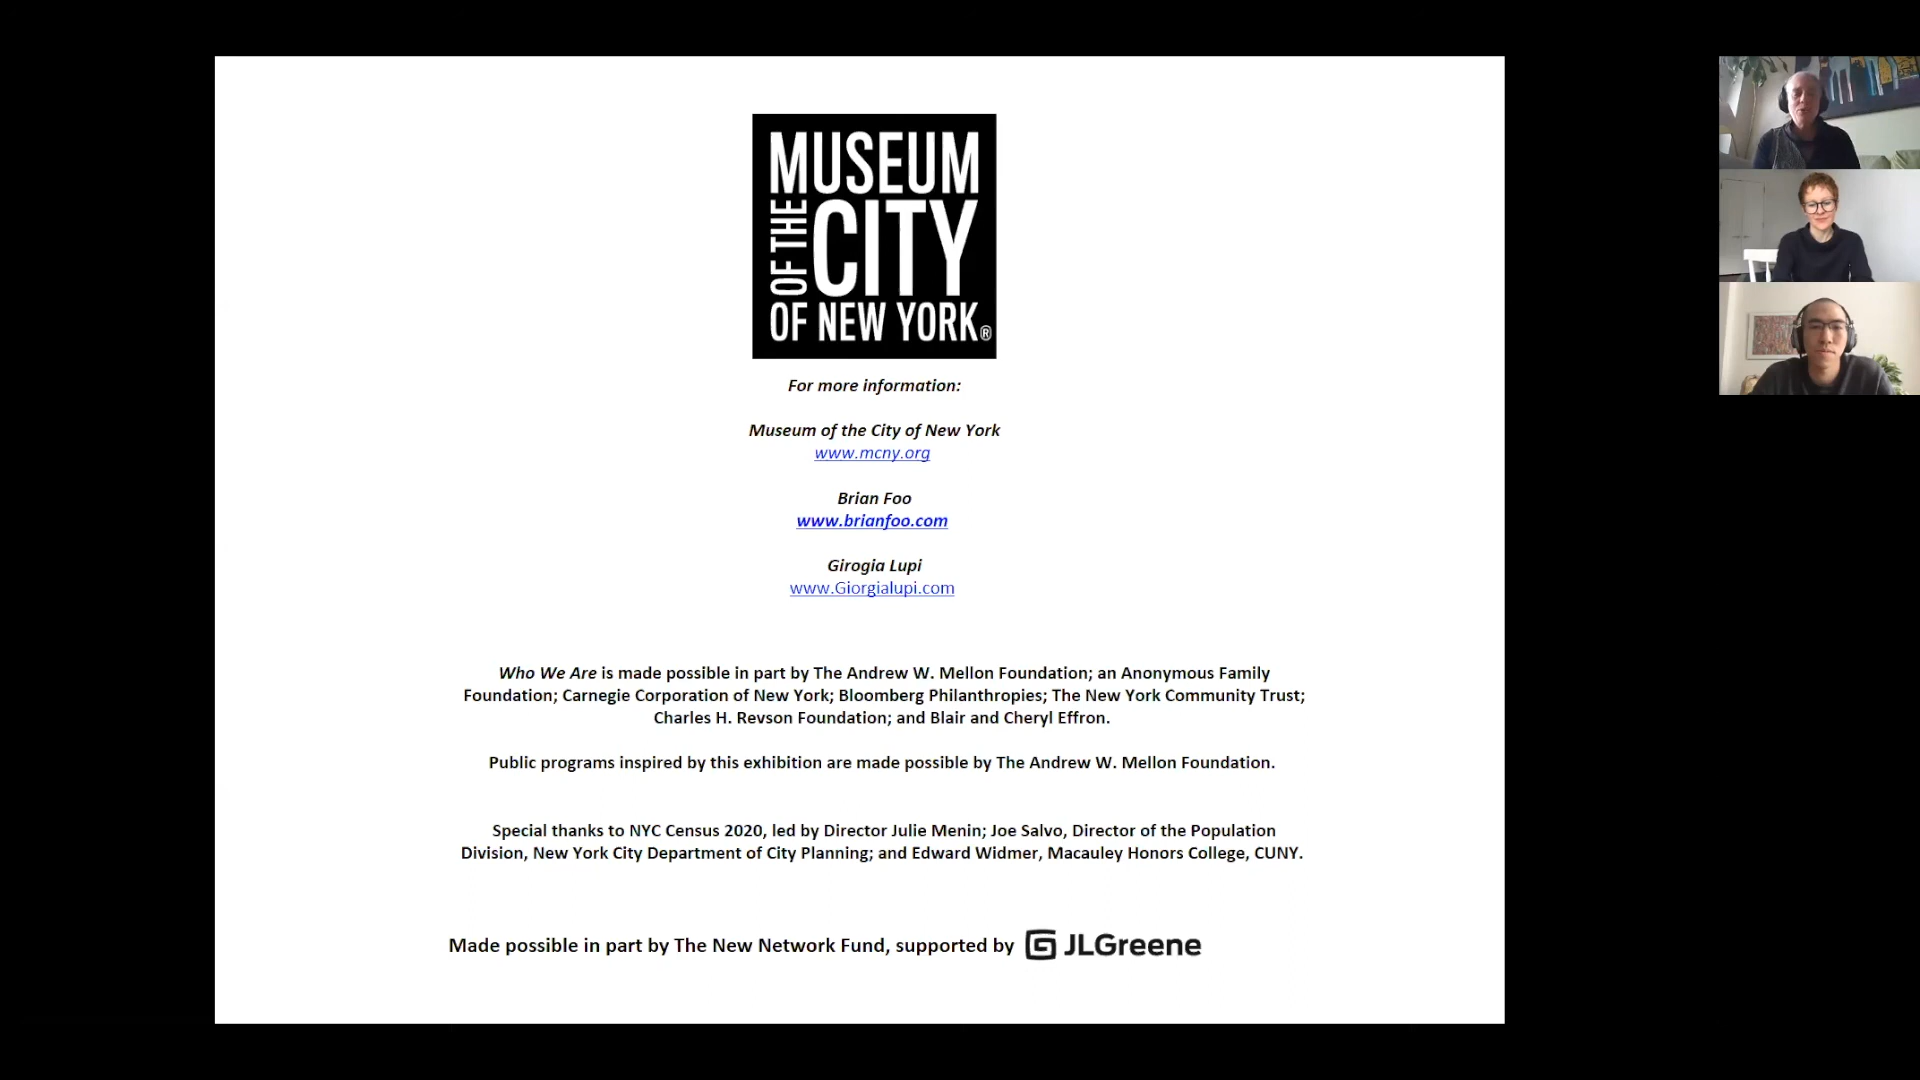 MUSEUM
OF THE CITY
OF NEW YORK®
For more information:
Museum of the City of New York
www.mcny.org
Brian Foo
www.brianfoo.com
Girogia Lupi
www.Giorgialupi.com
Who We Are is made possible in part by The Andrew W. Mellon Foundation; an Anonymous Family
Foundation; Carnegie Corporation of New York; Bloomberg Philanthropies; The New York Community Trust;
Charles H. Revson Foundation; and Blair and Cheryl Effron.
Public programs inspired by this exhibition are made possible by The Andrew W. Mellon Foundation.
Special thanks to NYC Census 2020, led by Director Julie Menin; Joe Salvo, Director of the Population
Division, New York City Department of City Planning; and Edward Widmer, Macauley Honors College, CUNY.
Made possible in part by The New Network Fund, supported by JLGreene